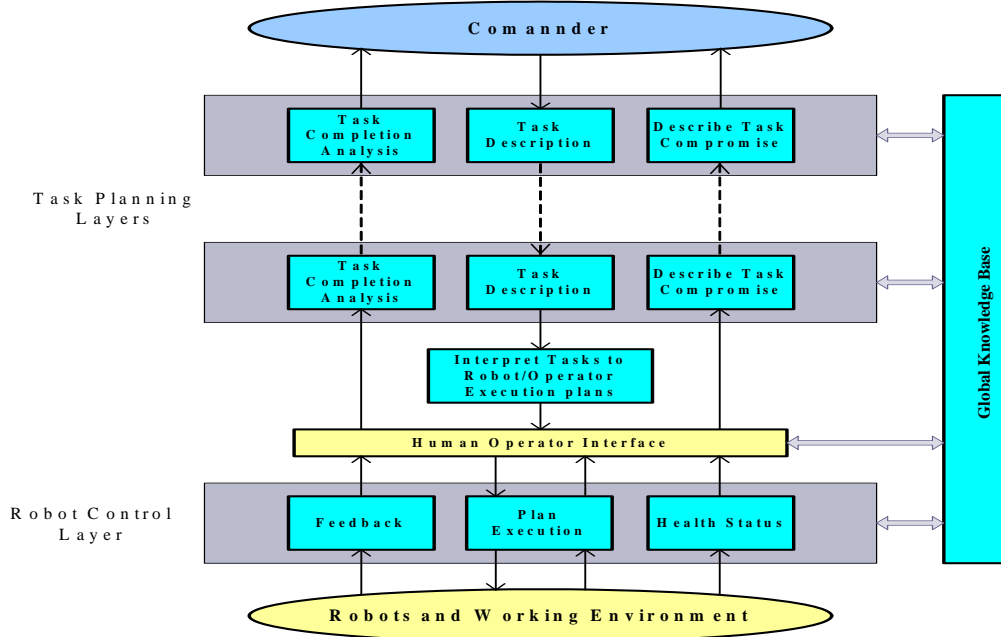 Comannder
Task
Completion
Analysis
Task
Description
Describe Task
Compromise
Task Planning
Layers
Task
Completion
Analysis
Task
Description
Describe Task
Compromise
Global Knowledge Base
Interpret Tasks to
Robot/Operator
Execution plans
Human Operator Interface
Robot Control
Layer
Feedback
Plan
Execution
Health Status
Robots and Working Environment